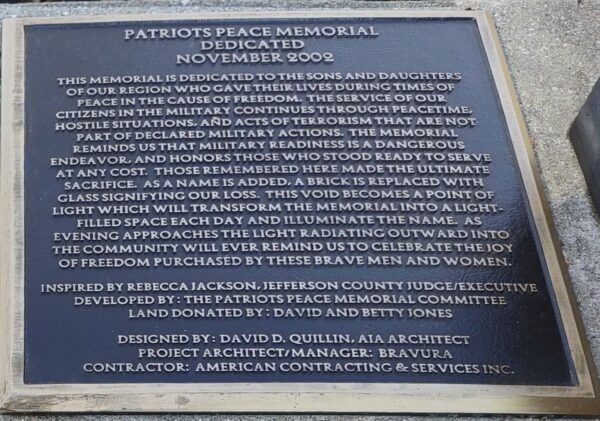 PATRIOTS PEACE MEMORIAL
DEDICATED
NOVEMBER 2002
THIS MEMORIAL IS DEDICATED TO THE SONS AND DAUGHTERS
OF OUR REGION WHO GAVE THEIR LIVES DURING TIMES OF
PEACE IN THE CAUSE OF FREEDOM. THE SERVICE OF OUR
CITIZENS IN THE MILITARY CONTINUES THROUGH PEACETIME,
HOSTILE SITUATIONS, AND ACTS OF TERRORISM THAT ARE NOT
PART OF DECLARED MILITARY ACTIONS. THE MEMORIAL
REMINDS US THAT MILITARY READINESS IS A DANGEROUS
ENDEAVOR, AND HONORS THOSE WHO STOOD READY TO SERVE
AT ANY COST. THOSE REMEMBERED HERE MADE THE ULTIMATE
SACRIFICE. AS A NAME IS ADDED, A BRICK IS REPLACED WITH
GLASS SIGNIFYING OUR LOSS. THIS VOID BECOMES A POINT OF
LIGHT WHICH WILL TRANSFORM THE MEMORIAL INTO A LIGHT-
FILLED SPACE EACH DAY AND ILLUMINATE THE NAME. AS
EVENING APPROACHES THE LIGHT RADIATING OUTWARD INTO
THE COMMUNITY WILL EVER REMIND US TO CELEBRATE THE JOY
OF FREEDOM PURCHASED BY THESE BRAVE MEN AND WOMEN.
INSPIRED BY REBECCA JACKSON, JEFFERSON COUNTY JUDGE/EXECUTIVE
DEVELOPED BY: THE PATRIOTS PEACE MEMORIAL COMMITTEE
LAND DONATED BY: DAVID AND BETTY JONES
DESIGNED BY: DAVID D. QUILLIN, AIA ARCHITECT
PROJECT ARCHITECT/MANAGER: BRAVURA
CONTRACTOR: AMERICAN CONTRACTING & SERVICES INC.